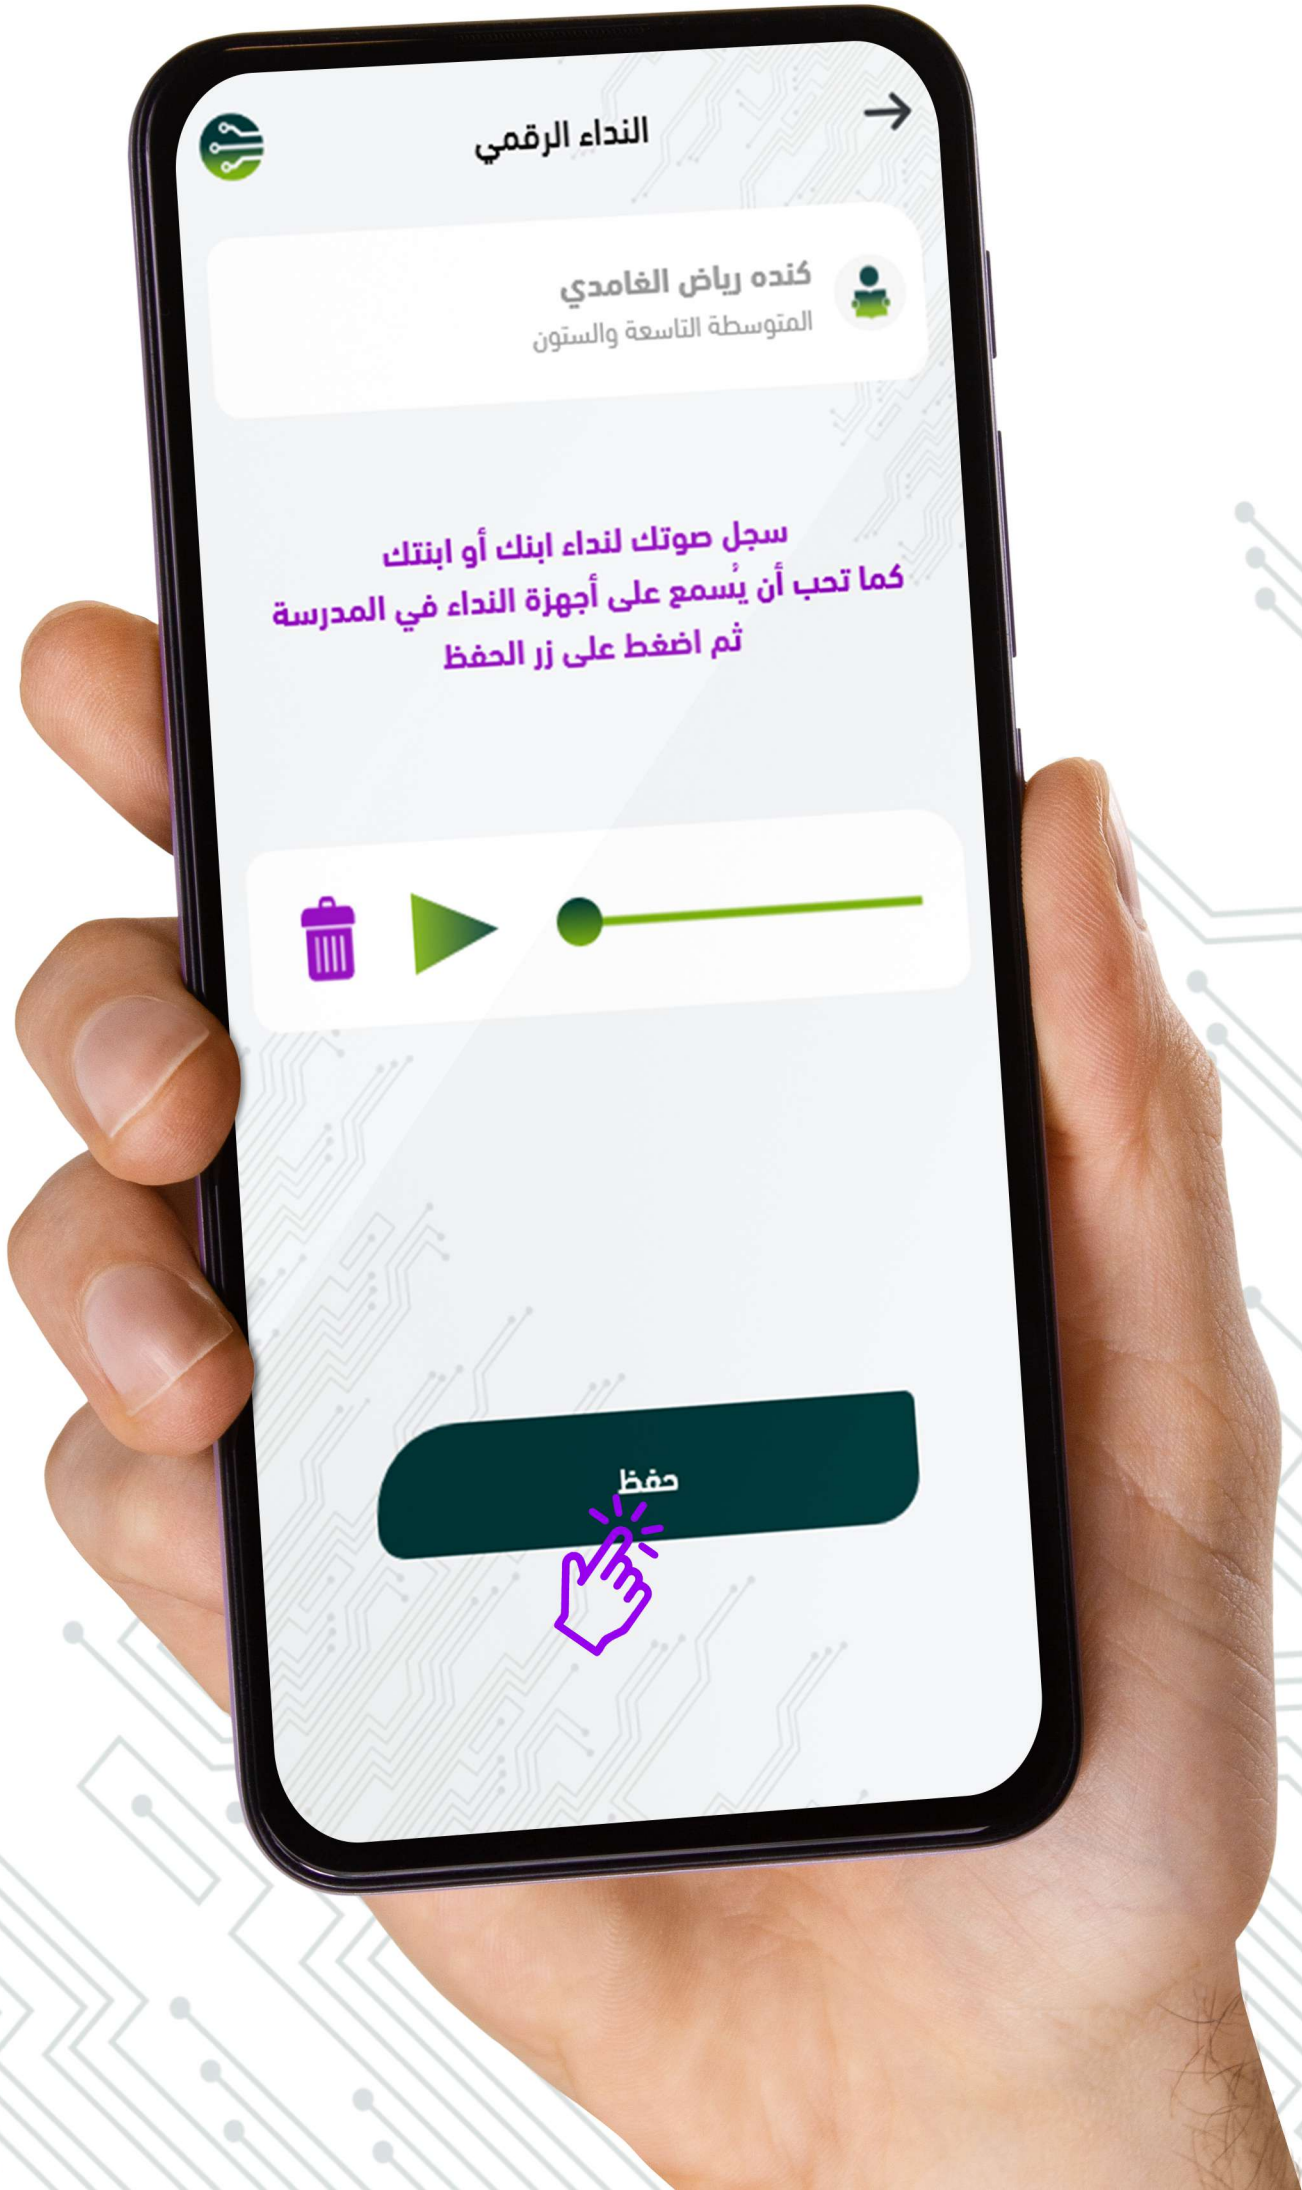 النداء الرقمي
كنده رياض الغامدي
المتوسطة التاسعة والستون
سجل صوتك لنداء ابنك أو ابنتك
كما تحب أن يُسمع على أجهزة النداء في المدرسة
ثم اضغط على زر الحفظ
حفظ